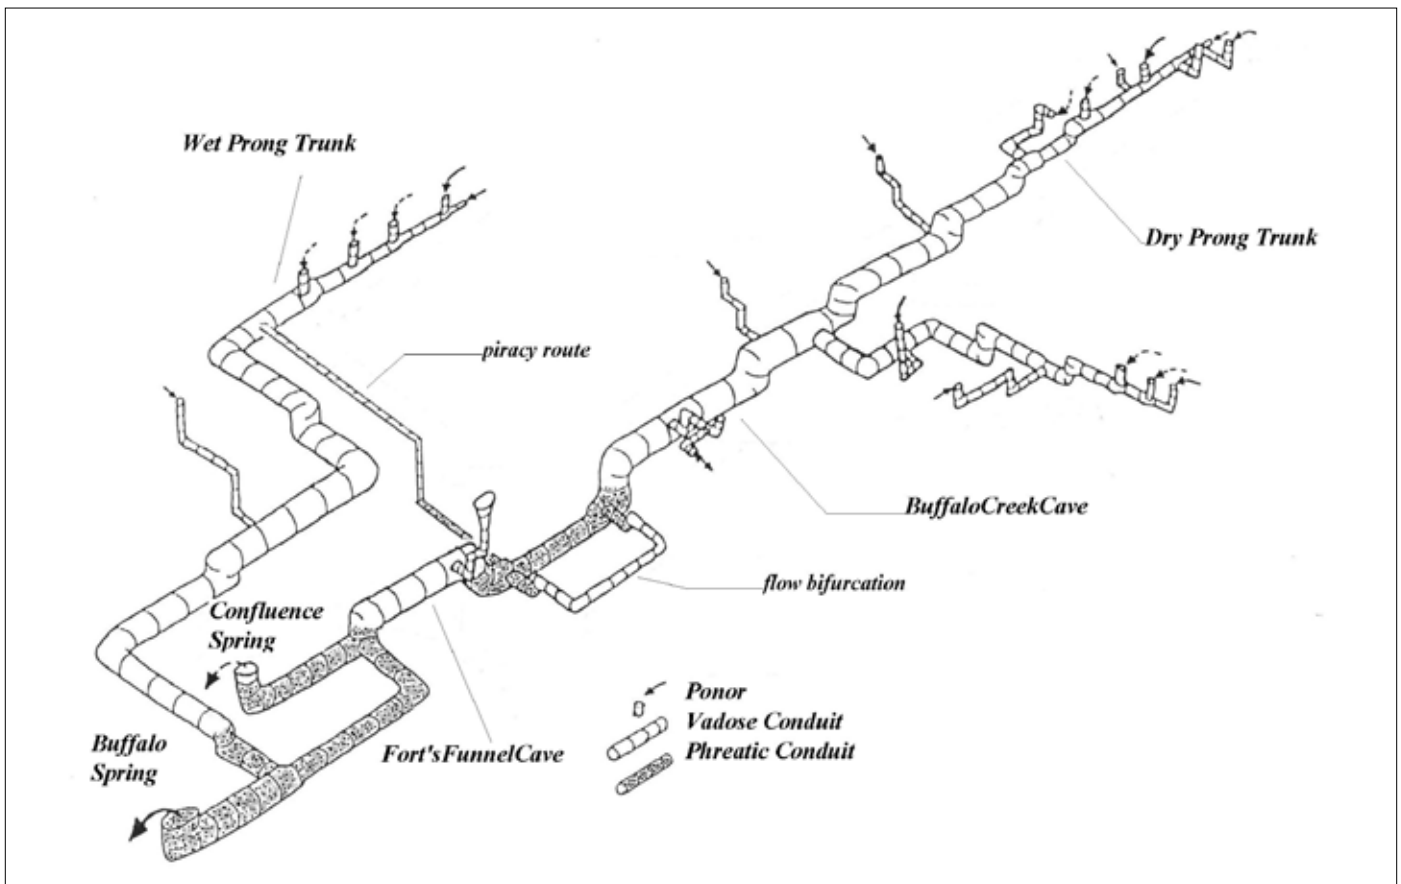 Wet Prong Trunk
Dry Prong Trunk
piracy route
BuffaloCreekCave
flow bifurcation
Confluence
Spring
Ponor
Vadose Conduit
Phreatic Conduit
Fort'sFunnelCave
Buffalo
Spring